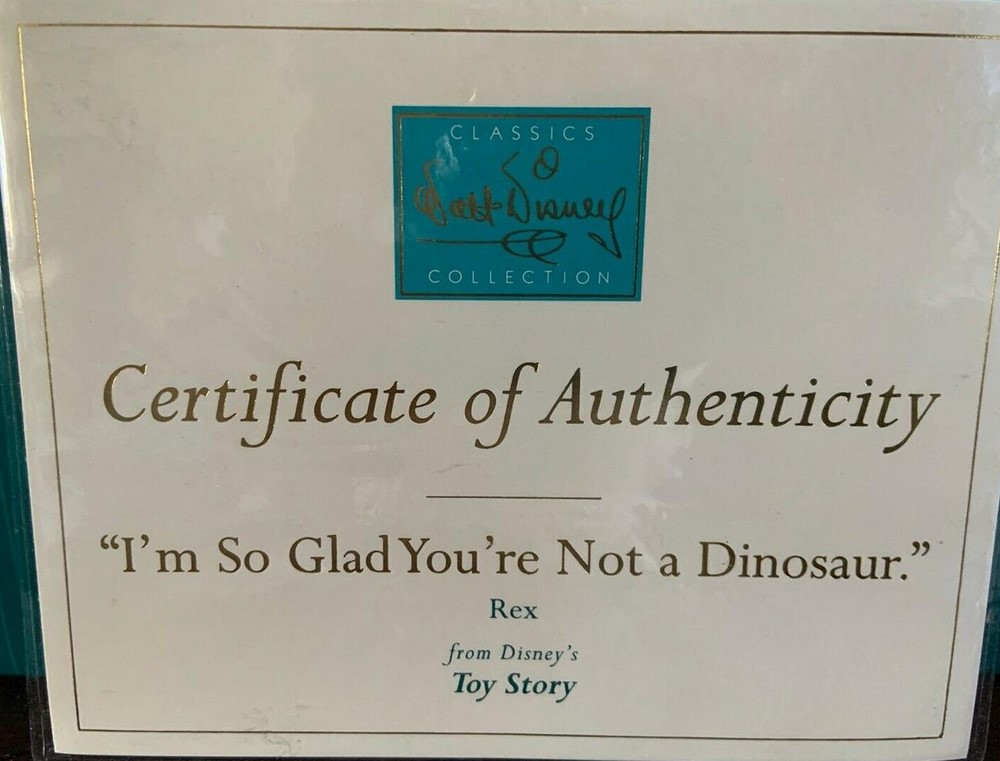 CLASSICS
Walt Disney
COLLECTION
Certificate of Authenticity
“I’m So Glad You’re Not a Dinosaur.”
Rex
from Disney’s
Toy Story